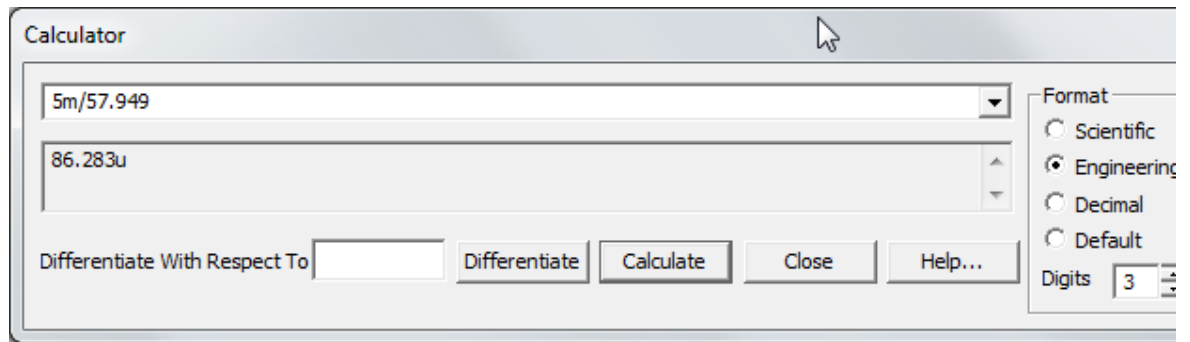 Calculator
5m/57.949
86.283u
Differentiate With Respect To
Differentiate
Calculate
Close
Help...
Format
Scientific
Engineering
Decimal
Default
Digits 3